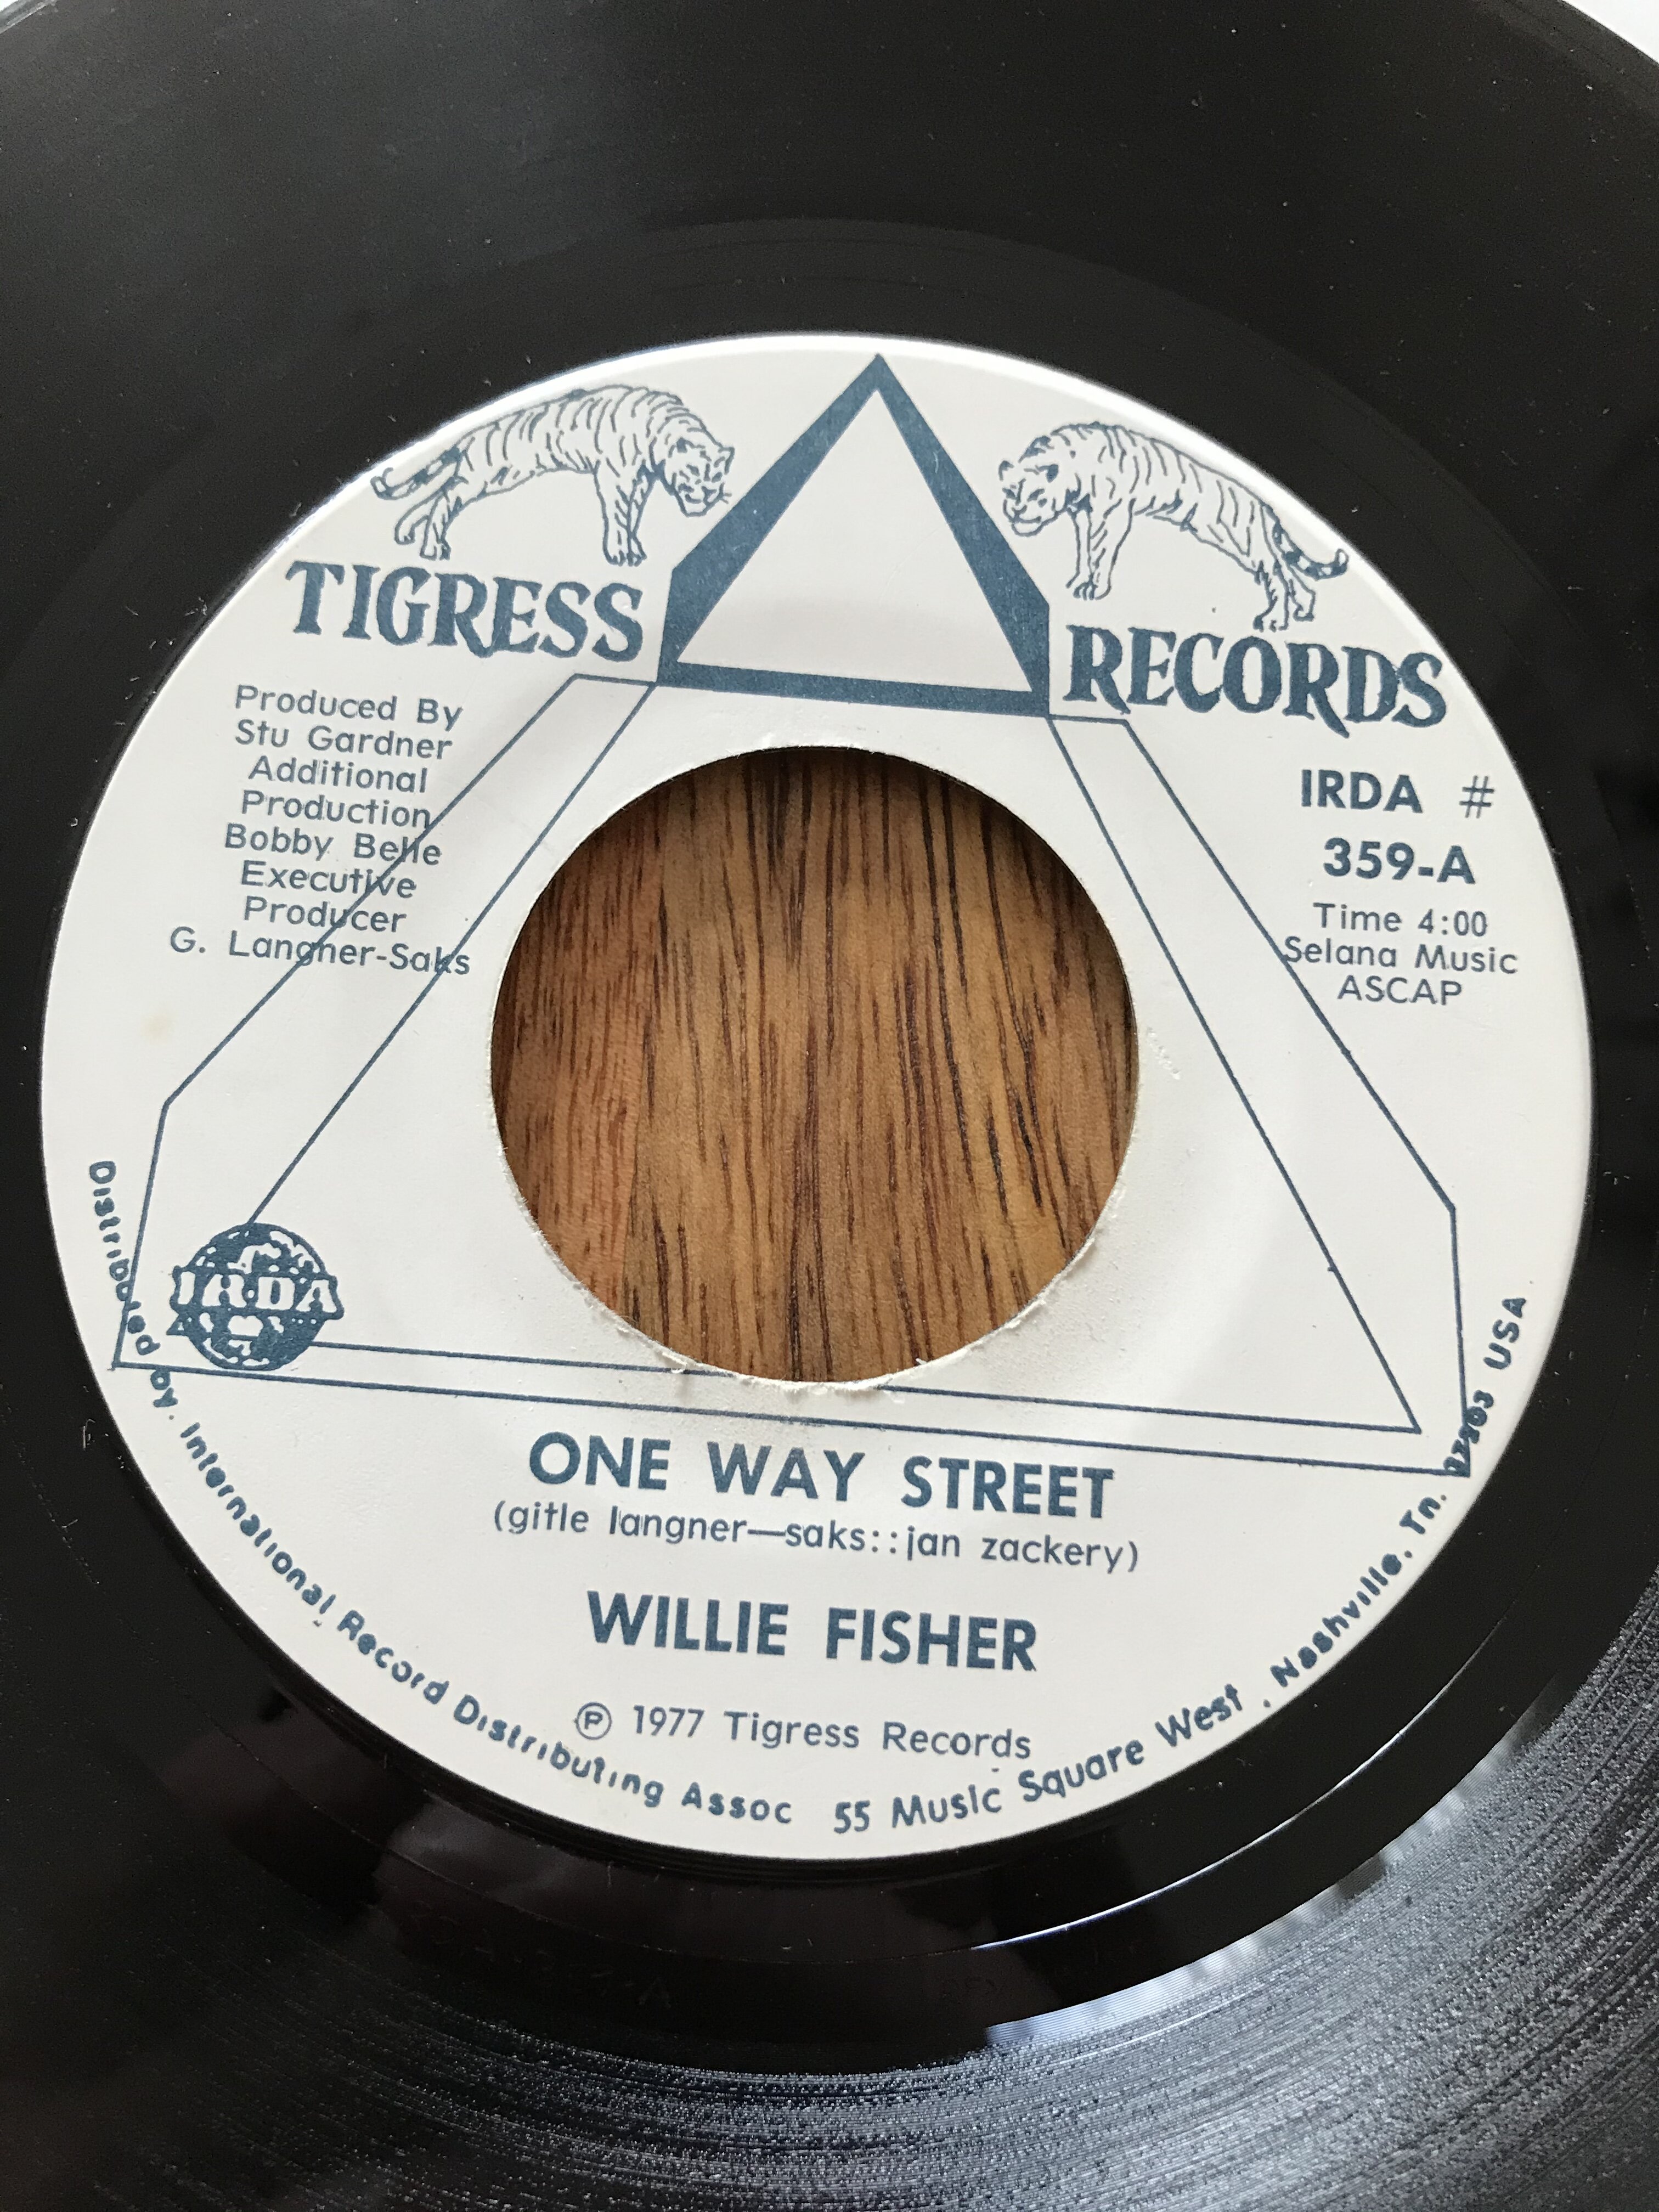 TIGRESS RECORDS
Produced By
Stu Gardner
Additional
Production
Bobby Belle
Executive
Producer
G. Langner-Saks
IRDA #
359-A
Time 4:00
Selana Music
ASCAP
IRDA
ONE WAY STREET
(gitle langner—saks::jan zackery)
WILLIE FISHER
Ⓟ 1977 Tigress Records
Distributed by. International Record Distributing Assoc 55 Music Square West, Nashville. Tn. USA